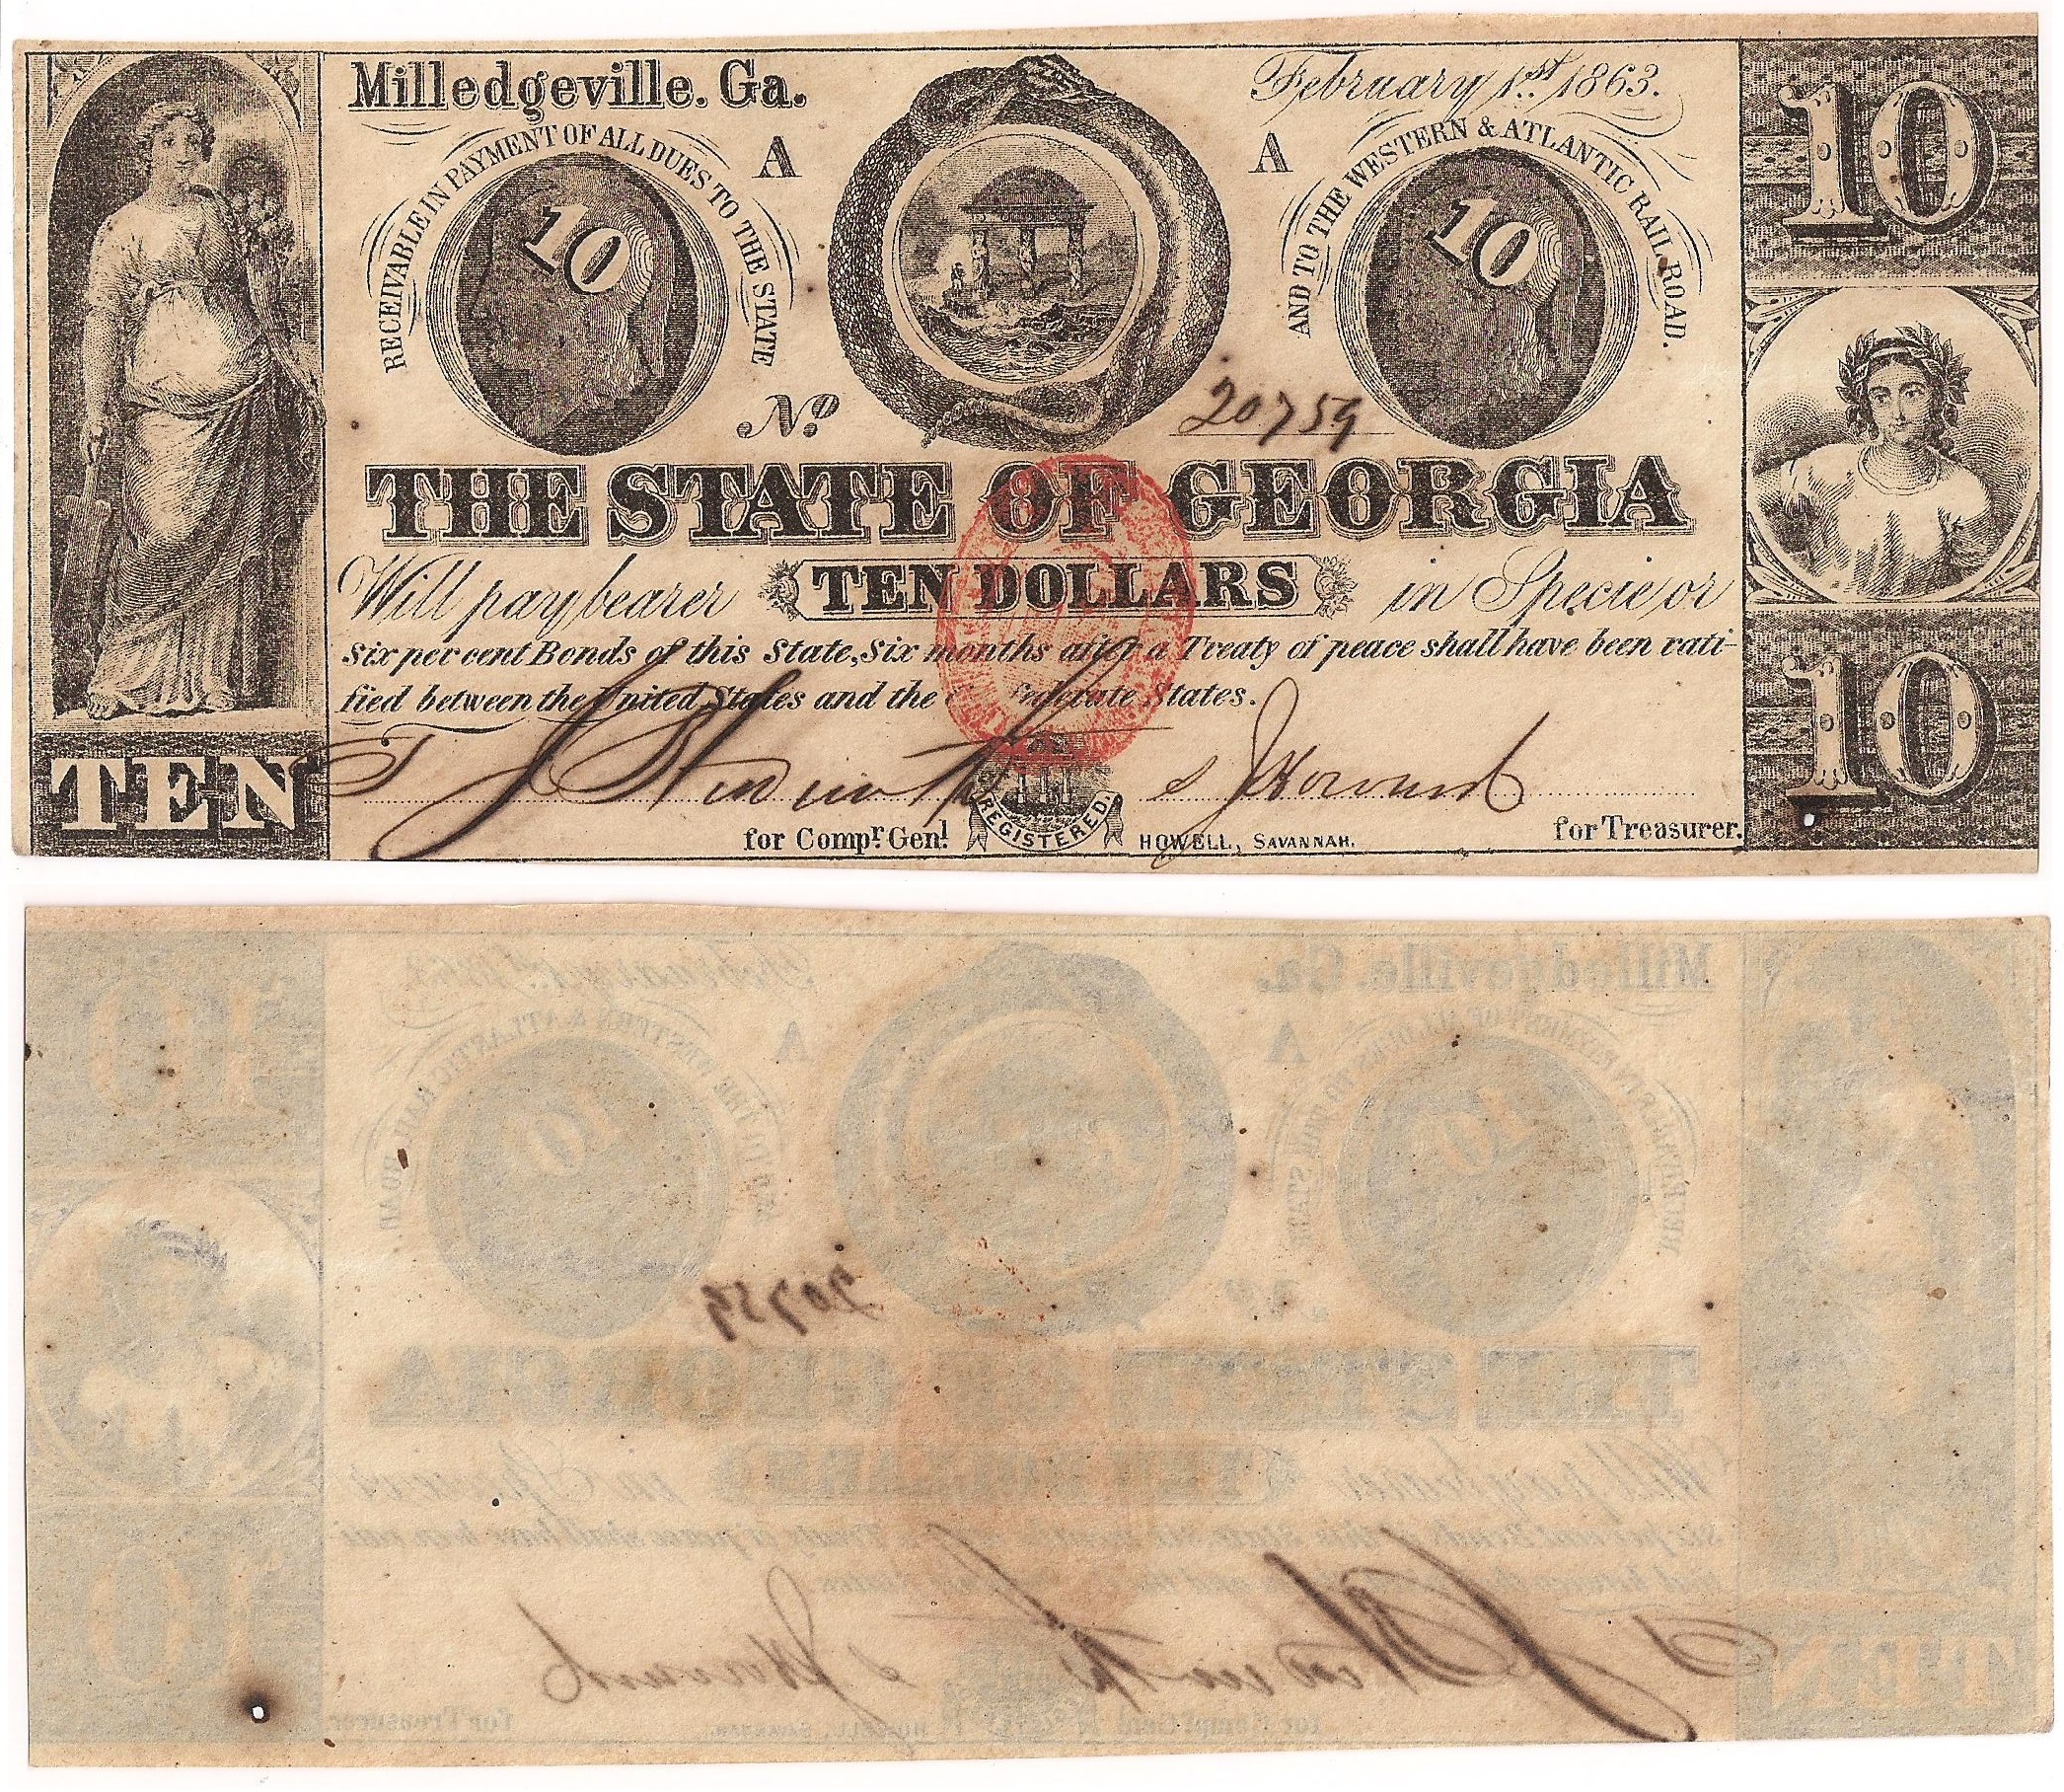 Milledgeville. Ga.
February 1st. 1863.
RECEIVABLE IN PAYMENT OF ALL DUES TO THE STATE
A
A
AND TO THE WESTERN & ATLANTIC RAIL ROAD.
10
10
10
No. 20759
THE STATE OF GEORGIA
Will pay bearer TEN DOLLARS in Specie or
Six per cent Bonds of this State, Six months after a Treaty of peace shall have been rati-
fied between the United States and the Confederate States.
10
TEN
for Compr. Genl.
REGISTERED.
HOWELL, SAVANNAH.
for Treasurer.
20759